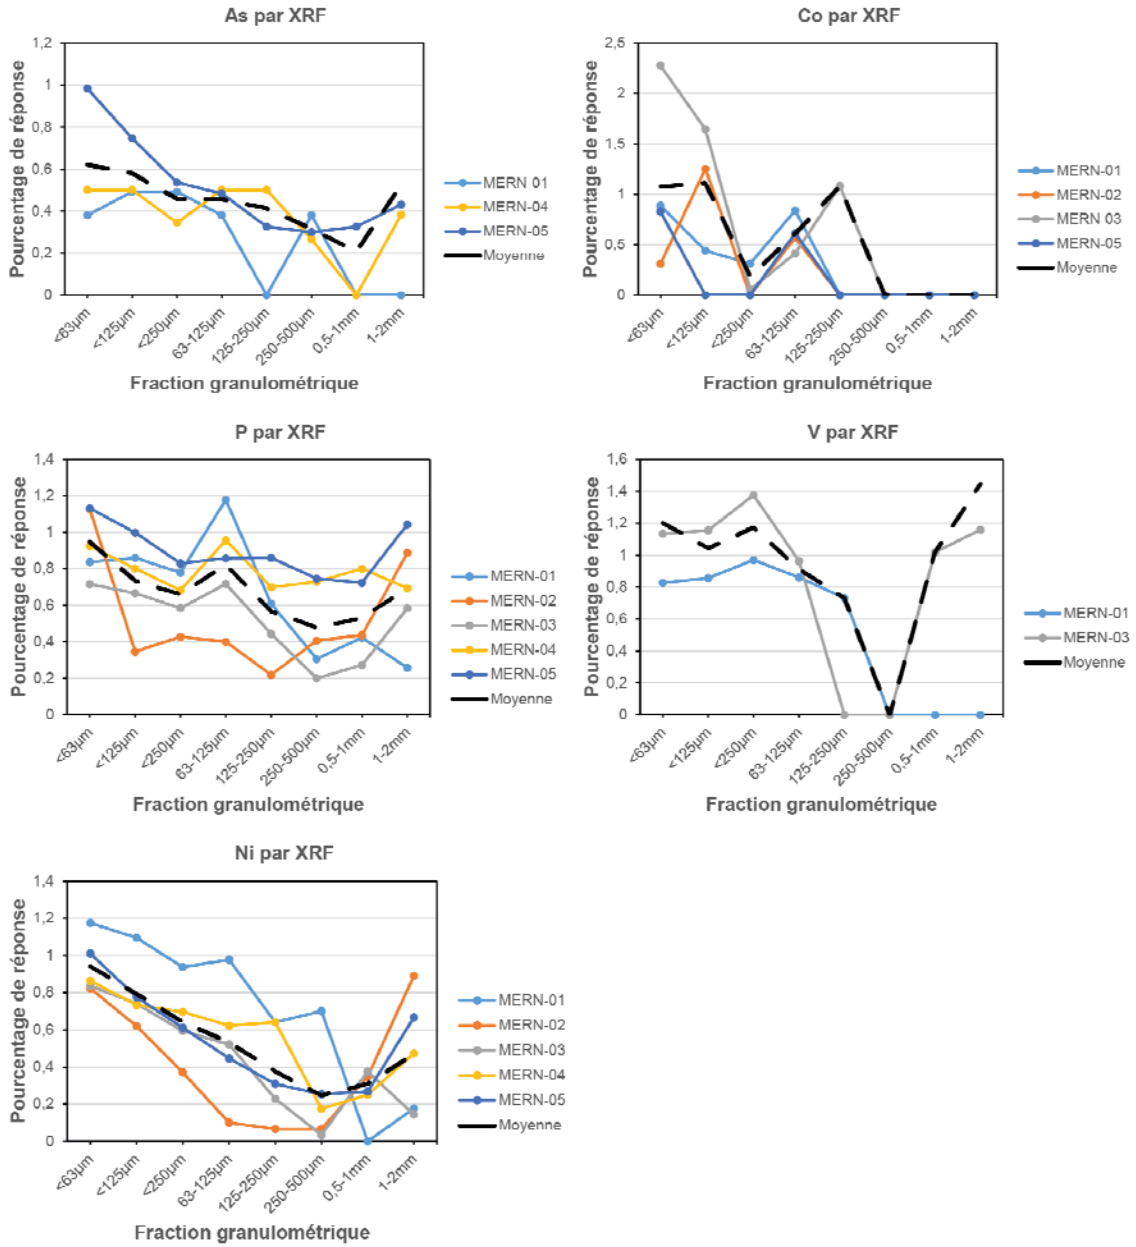 As par XRF
Pourcentage de réponse
1,2
1
0,8
0,6
0,4
0,2
0
<63µm
<125µm
<250µm
63-125µm
125-250µm
250-500µm
0,5-1mm
1-2mm
Fraction granulométrique
MERN 01
MERN-04
MERN-05
Moyenne
Co par XRF
Pourcentage de réponse
2,5
2
1,5
1
0,5
0
<63µm
<125µm
<250µm
63-125µm
125-250µm
250-500µm
0,5-1mm
1-2mm
Fraction granulométrique
MERN-01
MERN-02
MERN 03
MERN-05
Moyenne
P par XRF
Pourcentage de réponse
1,4
1,2
1
0,8
0,6
0,4
0,2
0
<63µm
<125µm
<250µm
63-125µm
125-250µm
250-500µm
0,5-1mm
1-2mm
Fraction granulométrique
MERN-01
MERN-02
MERN-03
MERN-04
MERN-05
Moyenne
V par XRF
Pourcentage de réponse
1,6
1,4
1,2
1
0,8
0,6
0,4
0,2
0
<63µm
<125µm
<250µm
63-125µm
125-250µm
250-500µm
0,5-1mm
1-2mm
Fraction granulométrique
MERN-01
MERN-03
Moyenne
Ni par XRF
Pourcentage de réponse
1,4
1,2
1
0,8
0,6
0,4
0,2
0
<63µm
<125µm
<250µm
63-125µm
125-250µm
250-500µm
0,5-1mm
1-2mm
Fraction granulométrique
MERN-01
MERN-02
MERN-03
MERN-04
MERN-05
Moyenne